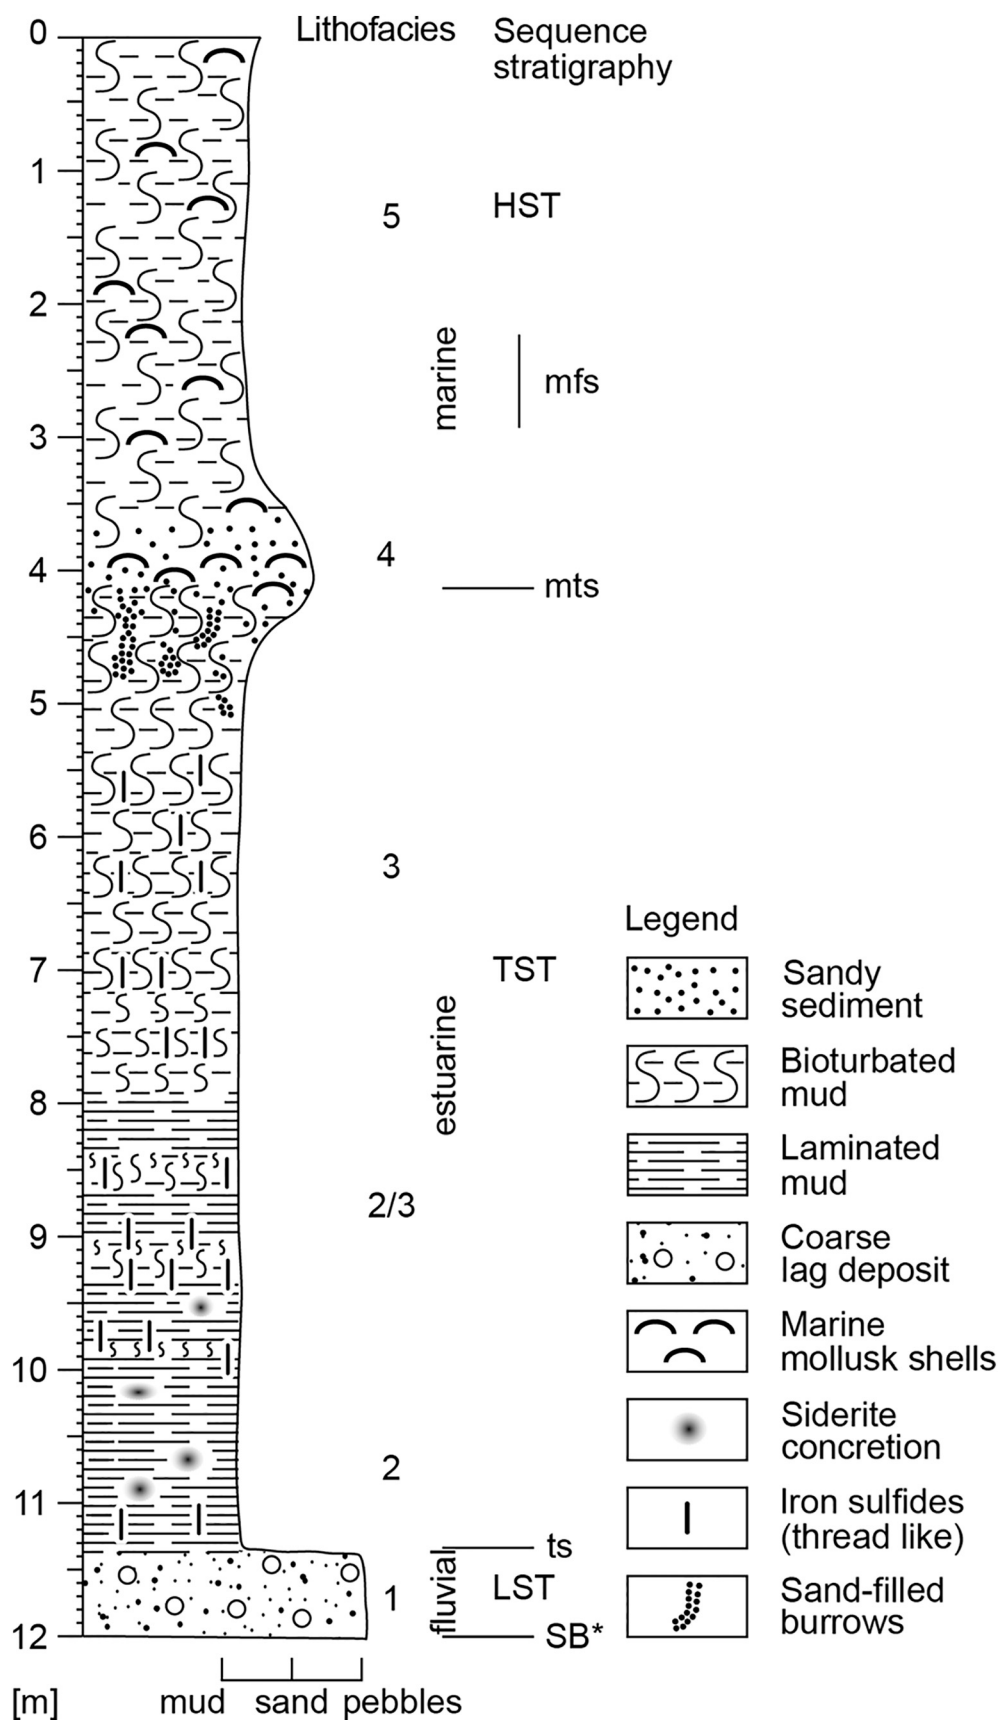 Lithofacies
Sequence
stratigraphy
0
1
2
3
4
5
6
7
8
9
10
11
12
[m]
mud
sand
pebbles
5
4
3
2/3
2
1
marine
estuarine
fluvial
HST
mfs
mts
TST
ts
LST
SB*
Legend
Sandy
sediment
Bioturbated
mud
Laminated
mud
Coarse
lag deposit
Marine
mollusk shells
Siderite
concretion
Iron sulfides
(thread like)
Sand-filled
burrows